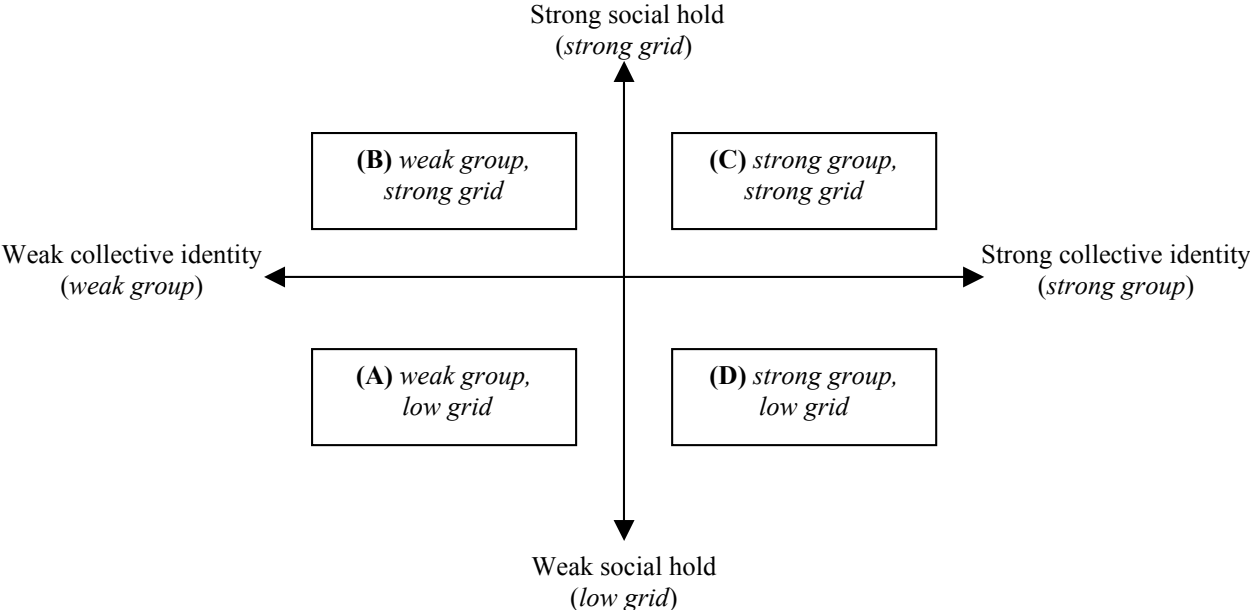 Strong social hold
(strong grid)
(B) weak group,
strong grid
(C) strong group,
strong grid
Weak collective identity
(weak group)
Strong collective identity
(strong group)
(A) weak group,
low grid
(D) strong group,
low grid
Weak social hold
(low grid)